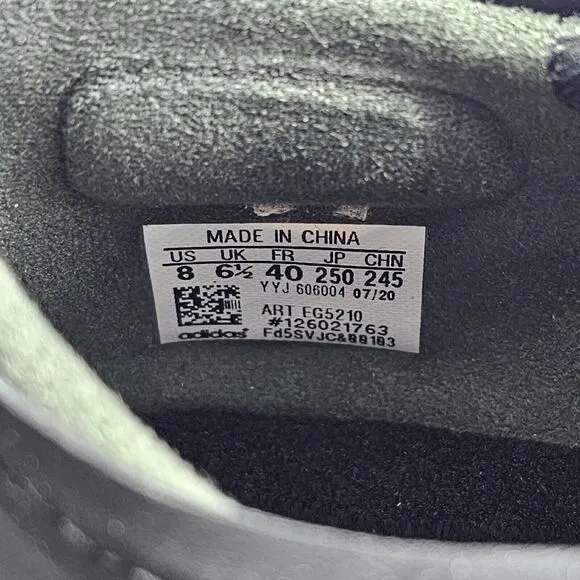 MADE IN CHINA
US UK FR JP CHN
8 6½ 40 250 245
YYJ 606004 07/20
ART EG5210
#126021763
adidas Fd5SVJC&88103